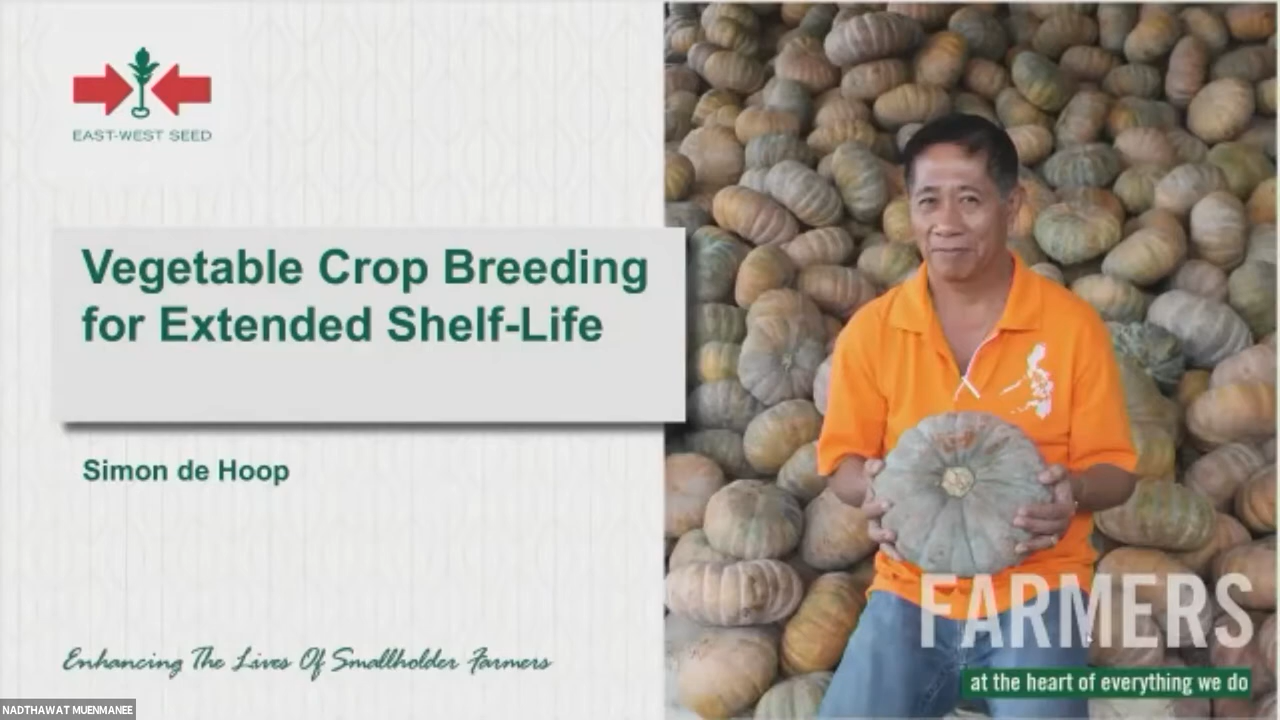 EAST-WEST SEED
Vegetable Crop Breeding
for Extended Shelf-Life
Simon de Hoop
Enhancing The Lives Of Smallholder Farmers
FARMERS
at the heart of everything we do
NADTHAWAT MUENMANEE